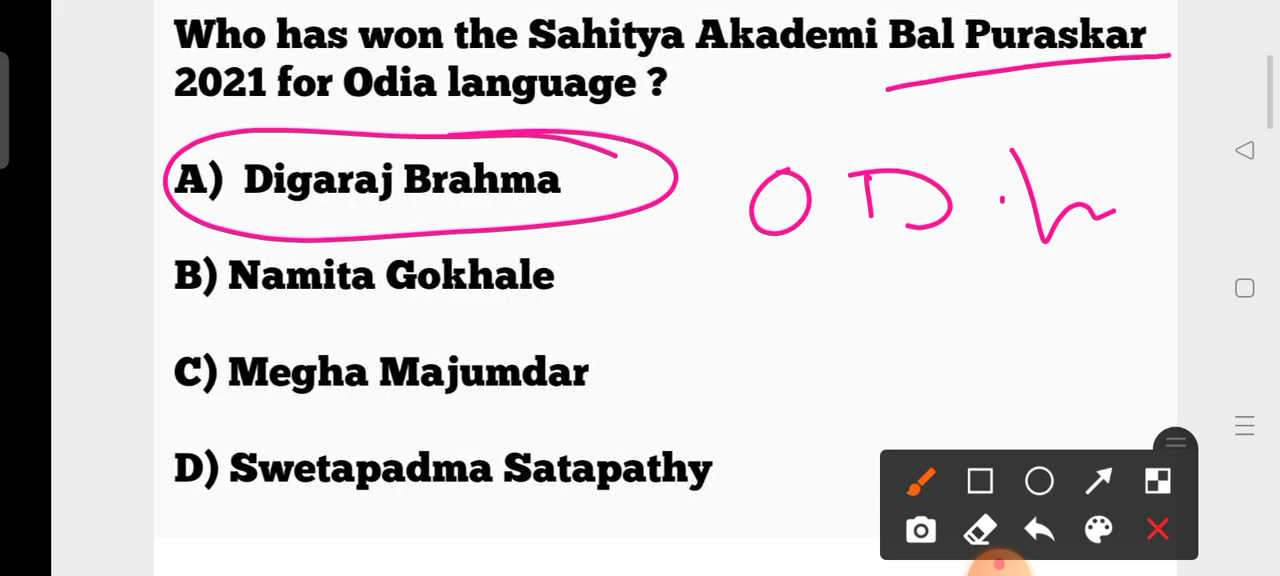 Who has won the Sahitya Akademi Bal Puraskar
2021 for Odia language ?
A) Digaraj Brahma
B) Namita Gokhale
C) Megha Majumdar
D) Swetapadma Satapathy